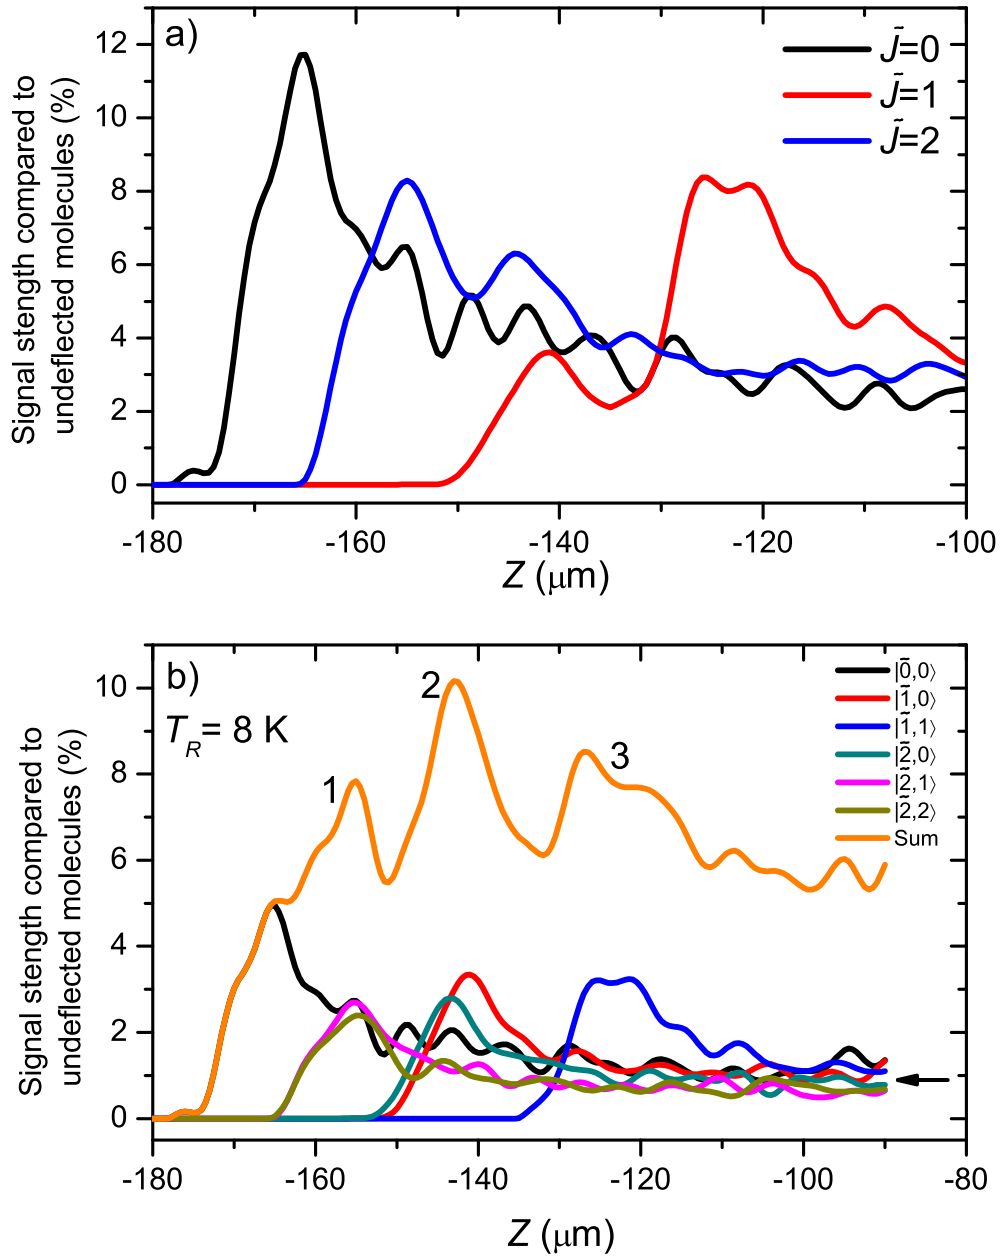 a)
J̃=0
J̃=1
J̃=2
Signal stength compared to
undeflected molecules (%)
12
10
8
6
4
2
0
-180 -160 -140 -120 -100
Z (μm)
b)
T_R= 8 K
1
2
3
|0̃,0⟩
|1̃,0⟩
|1̃,1⟩
|2̃,0⟩
|2̃,1⟩
|2̃,2⟩
Sum
Signal stength compared to
undeflected molecules (%)
10
8
6
4
2
0
-180 -160 -140 -120 -100 -80
Z (μm)